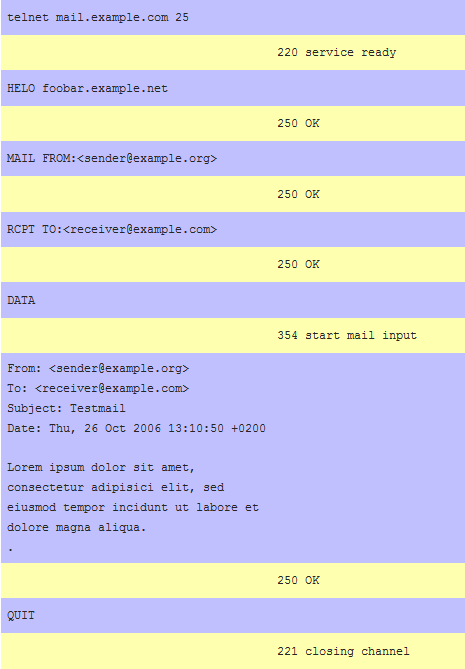 telnet mail.example.com 25
220 service ready
HELO foobar.example.net
250 OK
MAIL FROM:<sender@example.org>
250 OK
RCPT TO:<receiver@example.com>
250 OK
DATA
354 start mail input
From: <sender@example.org>
To: <receiver@example.com>
Subject: Testmail
Date: Thu, 26 Oct 2006 13:10:50 +0200
Lorem ipsum dolor sit amet,
consectetur adipisici elit, sed
eiusmod tempor incidunt ut labore et
dolore magna aliqua.
.
250 OK
QUIT
221 closing channel